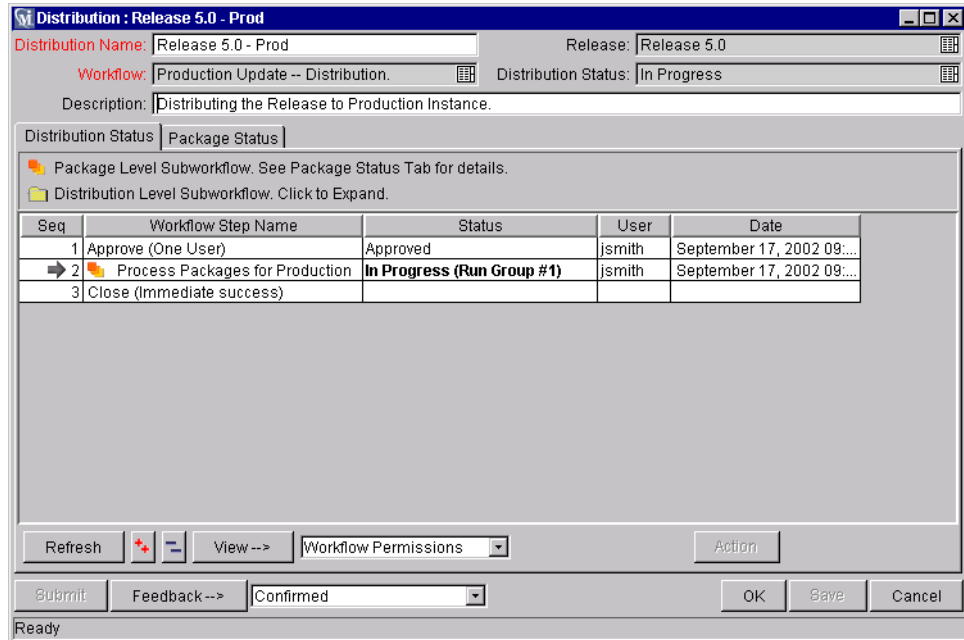 Distribution : Release 5.0 - Prod
Distribution Name: Release 5.0 - Prod Release: Release 5.0
Workflow: Production Update -- Distribution. Distribution Status: In Progress
Description: Distributing the Release to Production Instance.
Distribution Status Package Status
Package Level Subworkflow. See Package Status Tab for details.
Distribution Level Subworkflow. Click to Expand.
Seq Workflow Step Name Status User Date
1 Approve (One User) Approved jsmith September 17, 2002 09:...
2 Process Packages for Production In Progress (Run Group #1) jsmith September 17, 2002 09:...
3 Close (Immediate success)
Refresh View --> Workflow Permissions Action
Submit Feedback --> Confirmed OK Save Cancel
Ready